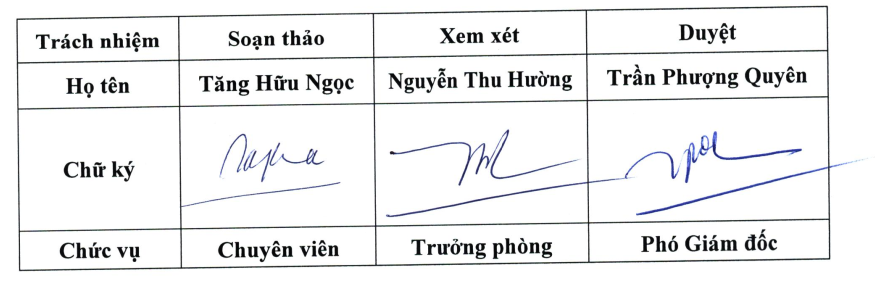 Trách nhiệm Soạn thảo Xem xét Duyệt
Họ tên Tăng Hữu Ngọc Nguyễn Thu Hường Trần Phượng Quyên
Chữ ký
Chức vụ Chuyên viên Trưởng phòng Phó Giám đốc